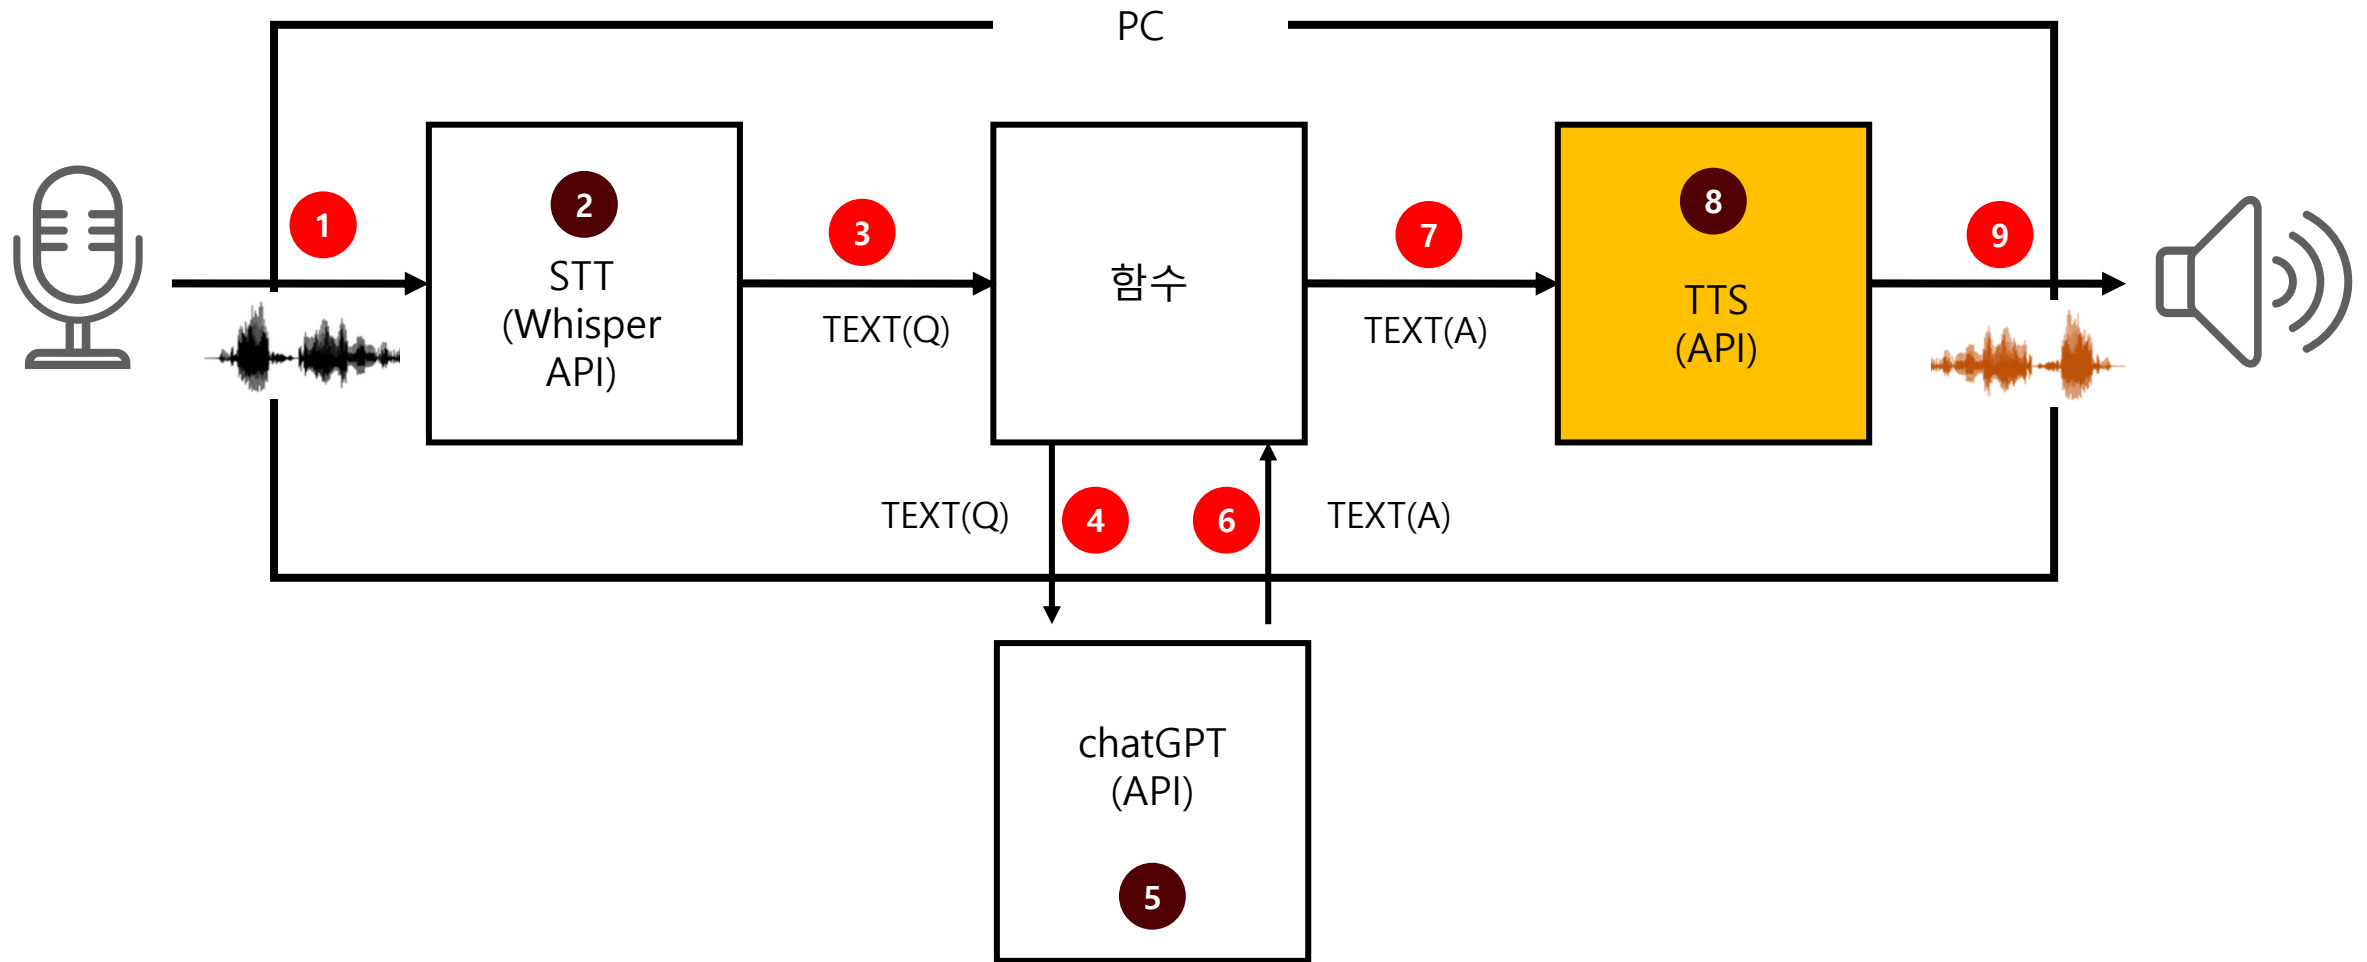 PC
1
2
STT
(Whisper
API)
3
TEXT(Q)
함수
7
TEXT(A)
8
TTS
(API)
9
TEXT(Q)
4
6
TEXT(A)
chatGPT
(API)
5